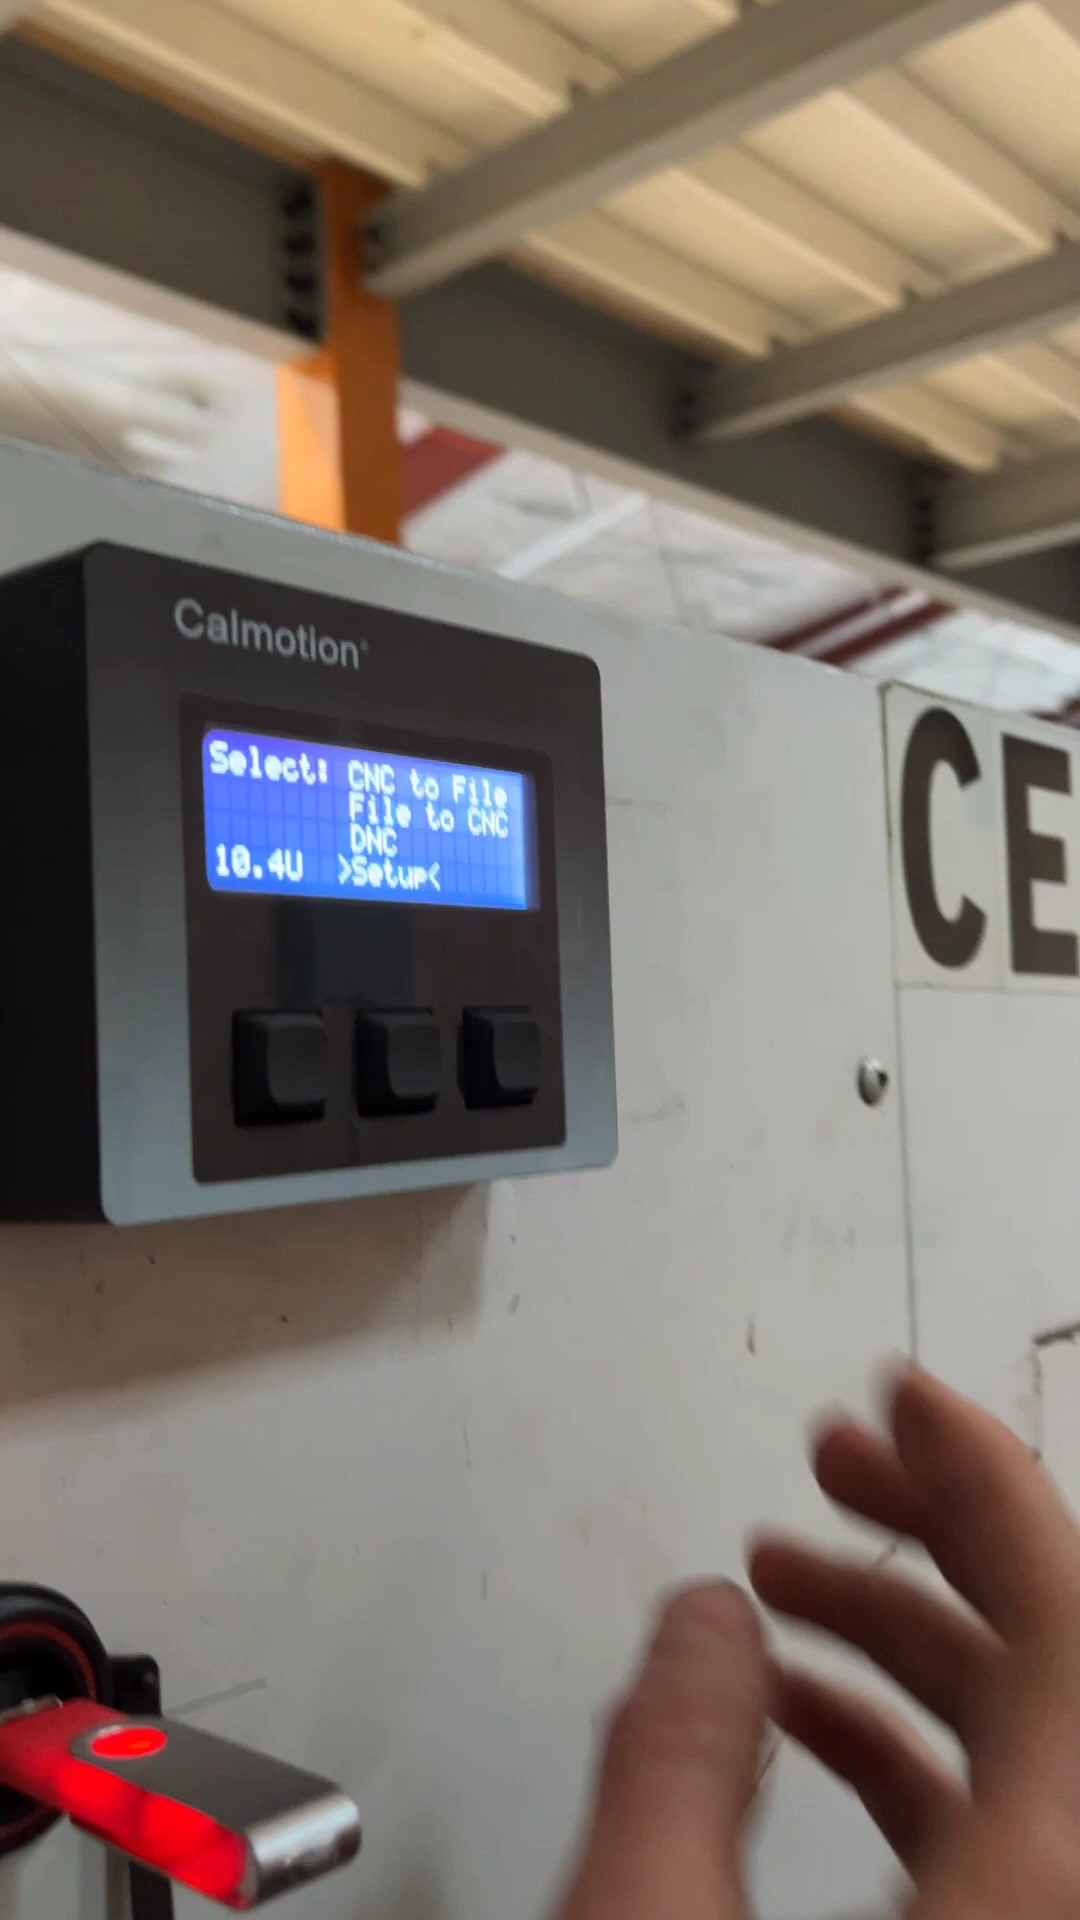 Calmotion
Select: CNC to File
File to CNC
DNC
10.4U >Setup<
CE